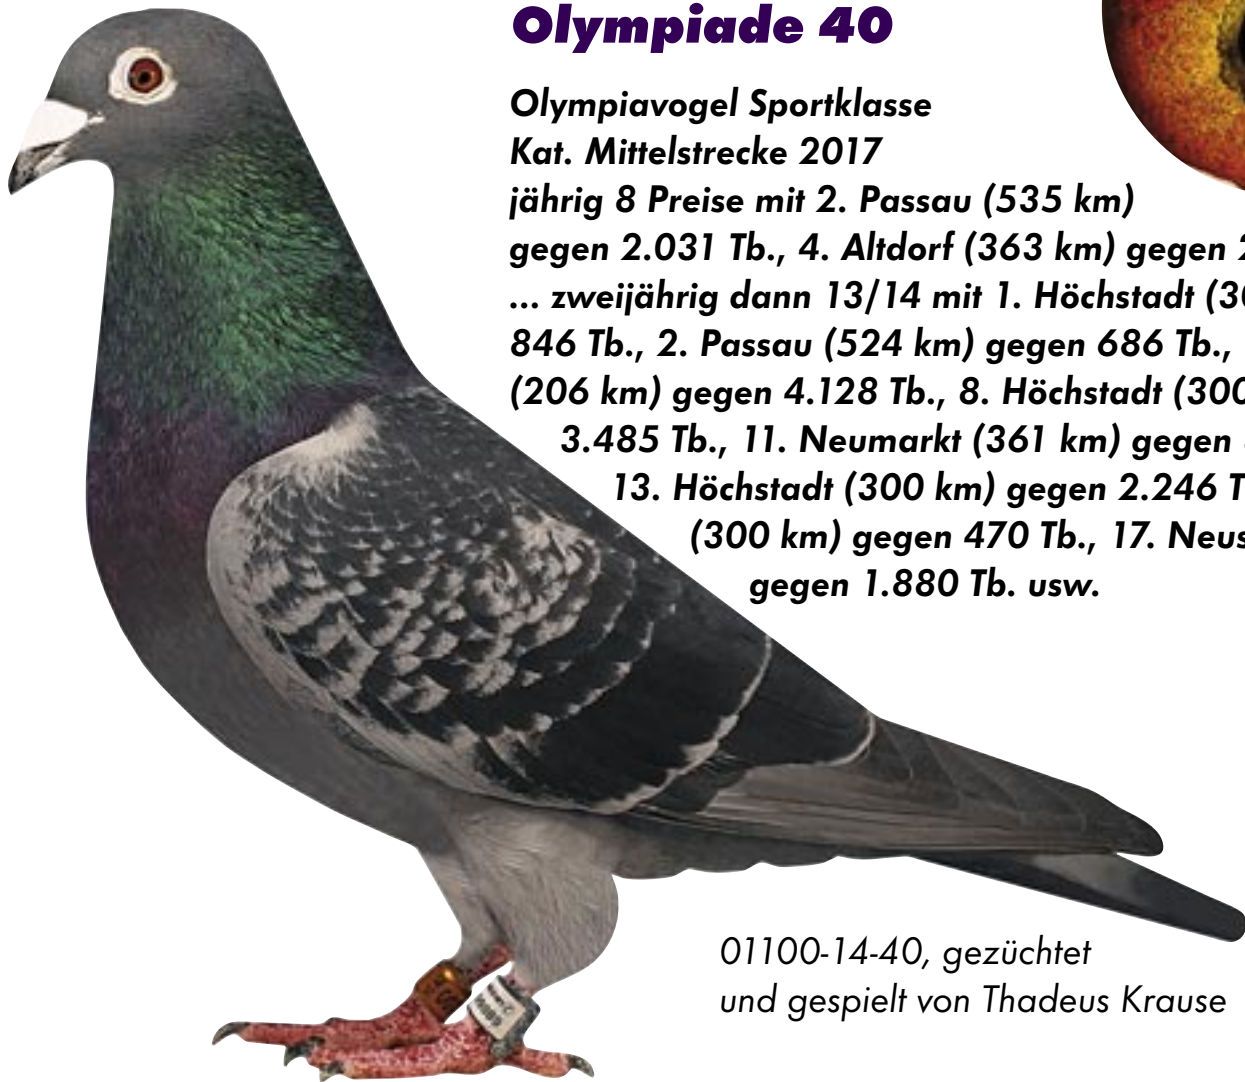 Olympiade 40
Olympiavogel Sportklasse
Kat. Mittelstrecke 2017
jährig 8 Preise mit 2. Passau (535 km)
gegen 2.031 Tb., 4. Altdorf (363 km) gegen
... zweijährig dann 13/14 mit 1. Höchstadt
846 Tb., 2. Passau (524 km) gegen 686 Tb.,
(206 km) gegen 4.128 Tb., 8. Höchstadt (300
3.485 Tb., 11. Neumarkt (361 km) gegen
13. Höchstadt (300 km) gegen 2.246
(300 km) gegen 470 Tb., 17.
gegen 1.880 Tb. usw.
01100-14-40, gezüchtet
und gespielt von Thadeus Krause